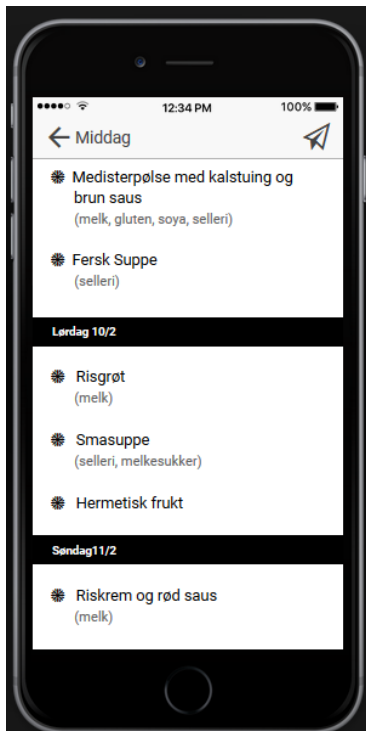 12:34 PM
100%
Middag
Medisterpølse med kalstuing og
brun saus
(melk, gluten, soya, selleri)
Fersk Suppe
(selleri)
Lørdag 10/2
Risgrøt
(melk)
Smasuppe
(selleri, melkesukker)
Hermetisk frukt
Søndag11/2
Riskrem og rød saus
(melk)